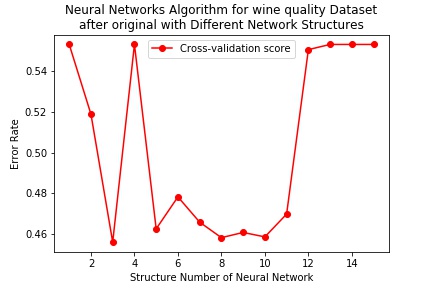 Neural Networks Algorithm for wine quality Dataset
after original with Different Network Structures
Cross-validation score
Error Rate
0.54
0.52
0.50
0.48
0.46
2 4 6 8 10 12 14
Structure Number of Neural Network